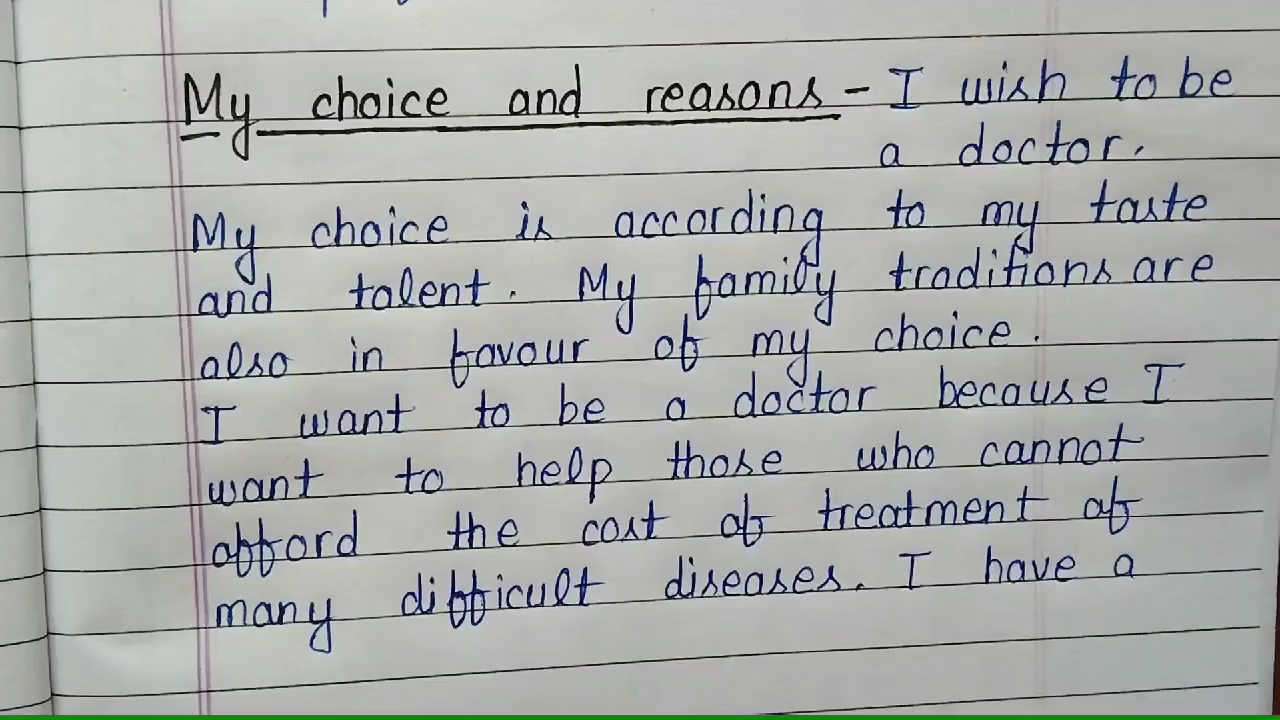 My choice and reasons - I wish to be
a doctor.
My choice is according to my taste
and talent. My family traditions are
also in favour of my choice.
I want to be a doctor because I
want to help those who cannot
afford the cost of treatment of
many difficult diseases. I have a